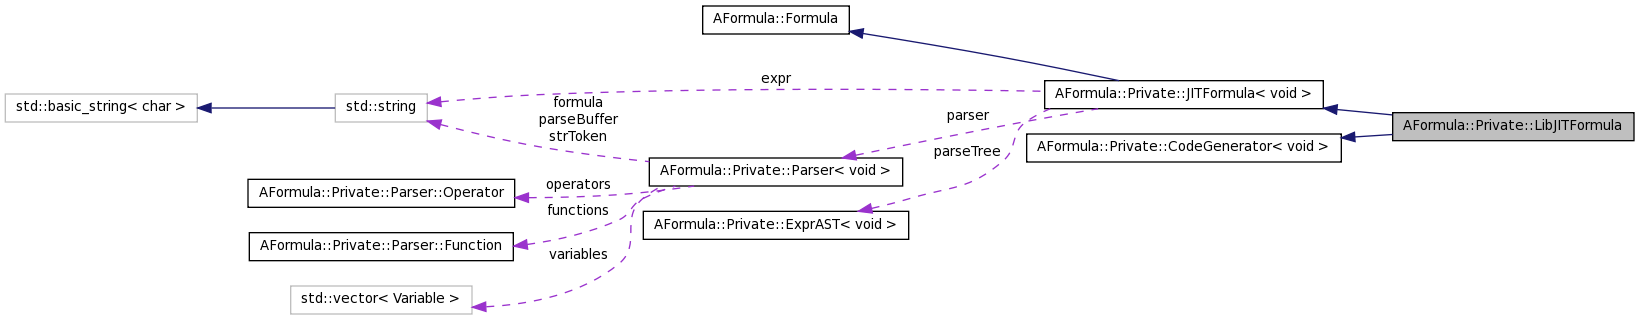 AFormula::Formula
expr
AFormula::Private::JITFormula< void >
std::basic_string< char >
std::string
formula
parseBuffer
strToken
parser
AFormula::Private::LibJITFormula
AFormula::Private::CodeGenerator< void >
parseTree
AFormula::Private::Parser< void >
AFormula::Private::Parser::Operator
operators
functions
AFormula::Private::ExprAST< void >
AFormula::Private::Parser::Function
variables
std::vector< Variable >